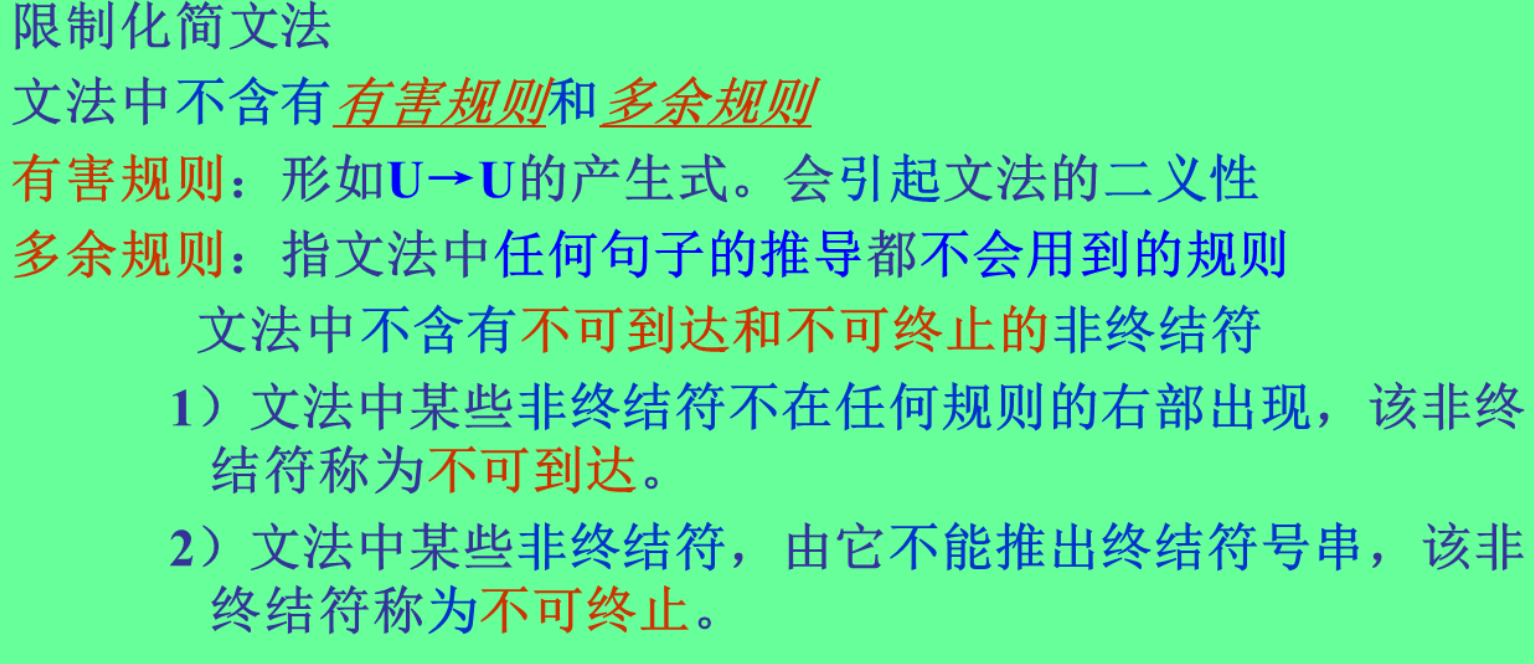 限制化简文法
文法中不含有有害规则和多余规则
有害规则：形如U→U的产生式。会引起文法的二义性
多余规则：指文法中任何句子的推导都不会用到的规则
文法中不含有不可到达和不可终止的非终结符
1）文法中某些非终结符不在任何规则的右部出现，该非终
结符称为不可到达。
2）文法中某些非终结符，由它不能推出终结符号串，该非
终结符称为不可终止。